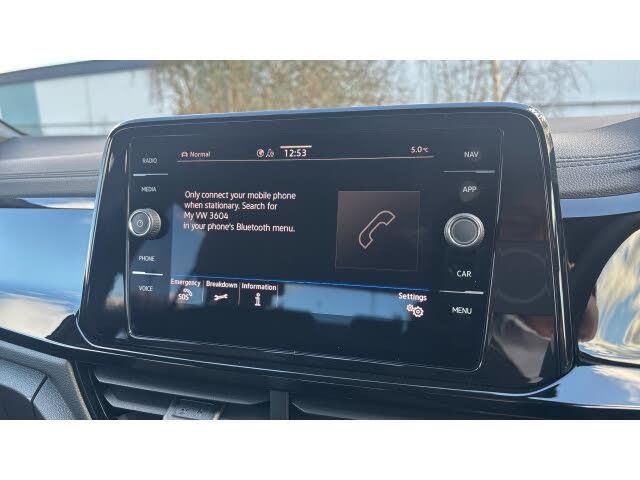 RADIO
MEDIA
PHONE
VOICE
Normal
12:53
5.0°C
Only connect your mobile phone
when stationary. Search for
My VW 3604
in your phone's Bluetooth menu.
Emergency Breakdown Information
SOS
Settings
NAV
APP
CAR
MENU